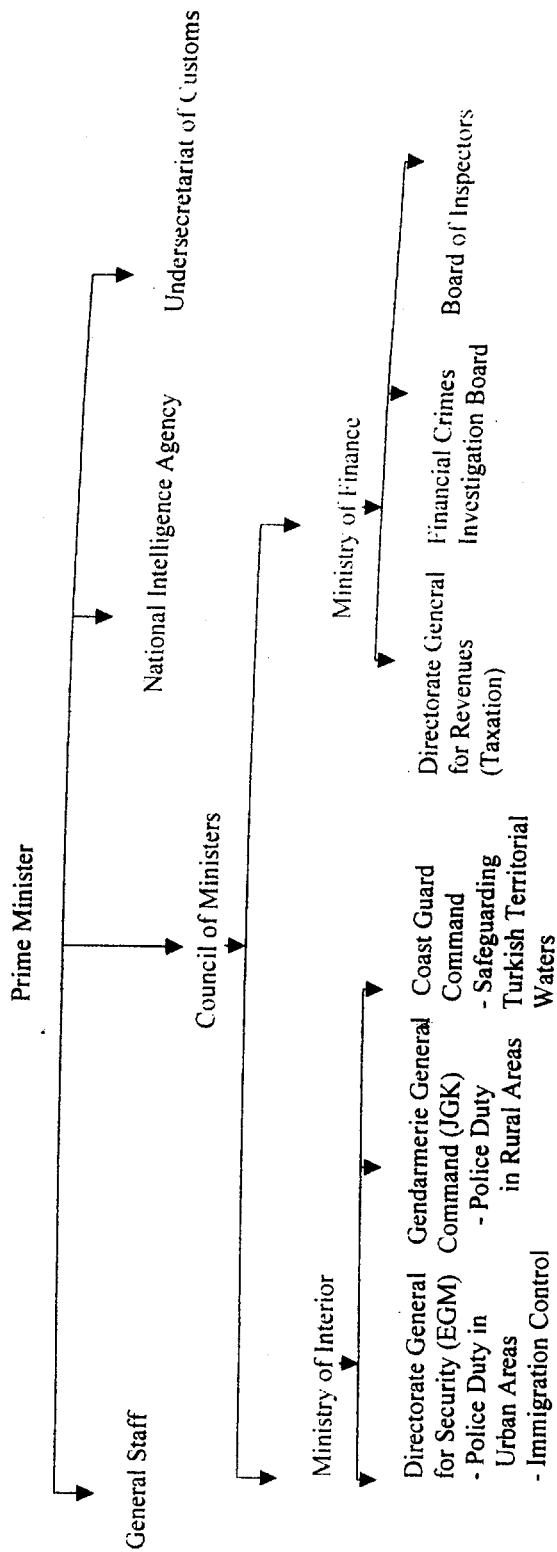 Prime Minister
General Staff
National Intelligence Agency
Undersecretariat of Customs
Council of Ministers
Ministry of Interior
Ministry of Finance
Directorate General
for Security (EGM)
- Police Duty in
Urban Areas
- Immigration Control
Gendarmerie General
Command (JGK)
- Police Duty
in Rural Areas
Coast Guard
Command
- Safeguarding
Turkish Territorial
Waters
Directorate General
for Revenues
(Taxation)
Financial Crimes
Investigation Board
Board of Inspectors